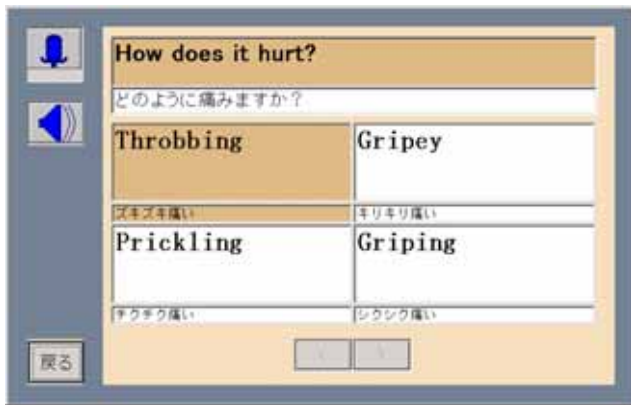 How does it hurt?
どのように痛みますか？
Throbbing
Gripey
ズキズキ痛い
キリキリ痛い
Prickling
Griping
チクチク痛い
シクシク痛い
戻る